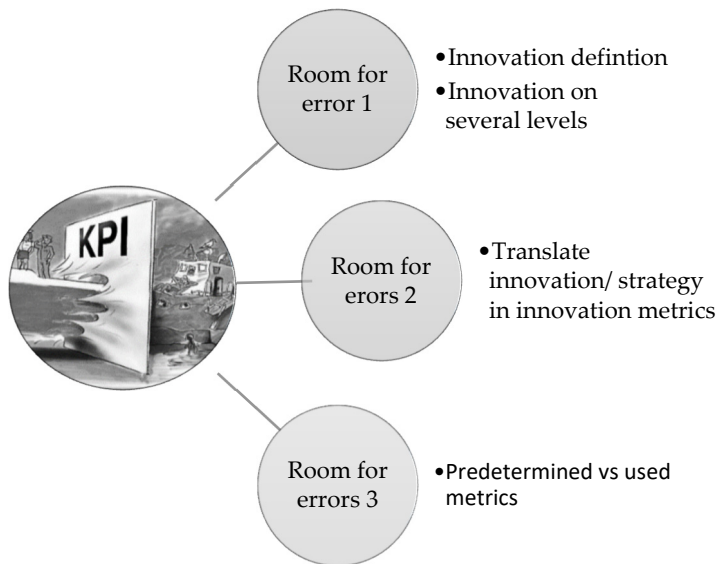 Room for
error 1
•Innovation defintion
•Innovation on
several levels
KPI
Room for
erors 2
•Translate
innovation/ strategy
in innovation metrics
Room for
errors 3
•Predetermined vs used
metrics